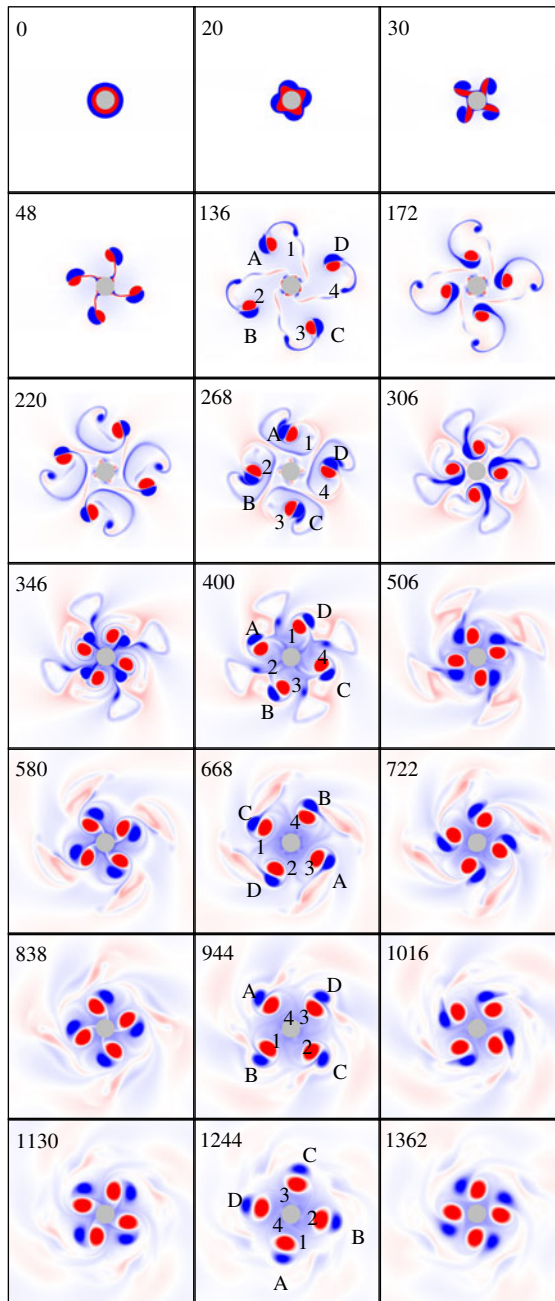 0 20 30
48 136 172
A 1 D
2 4
B 3 C
220 268 306
A 1 D
2
B 3 C 4
346 400 506
A 1 D
2 3 4
B C
580 668 722
C 4 B
1
D 2 3 A
838 944 1016
A D
4 3
1 2
B C
1130 1244 1362
C
D 3
4 2
1 B
A